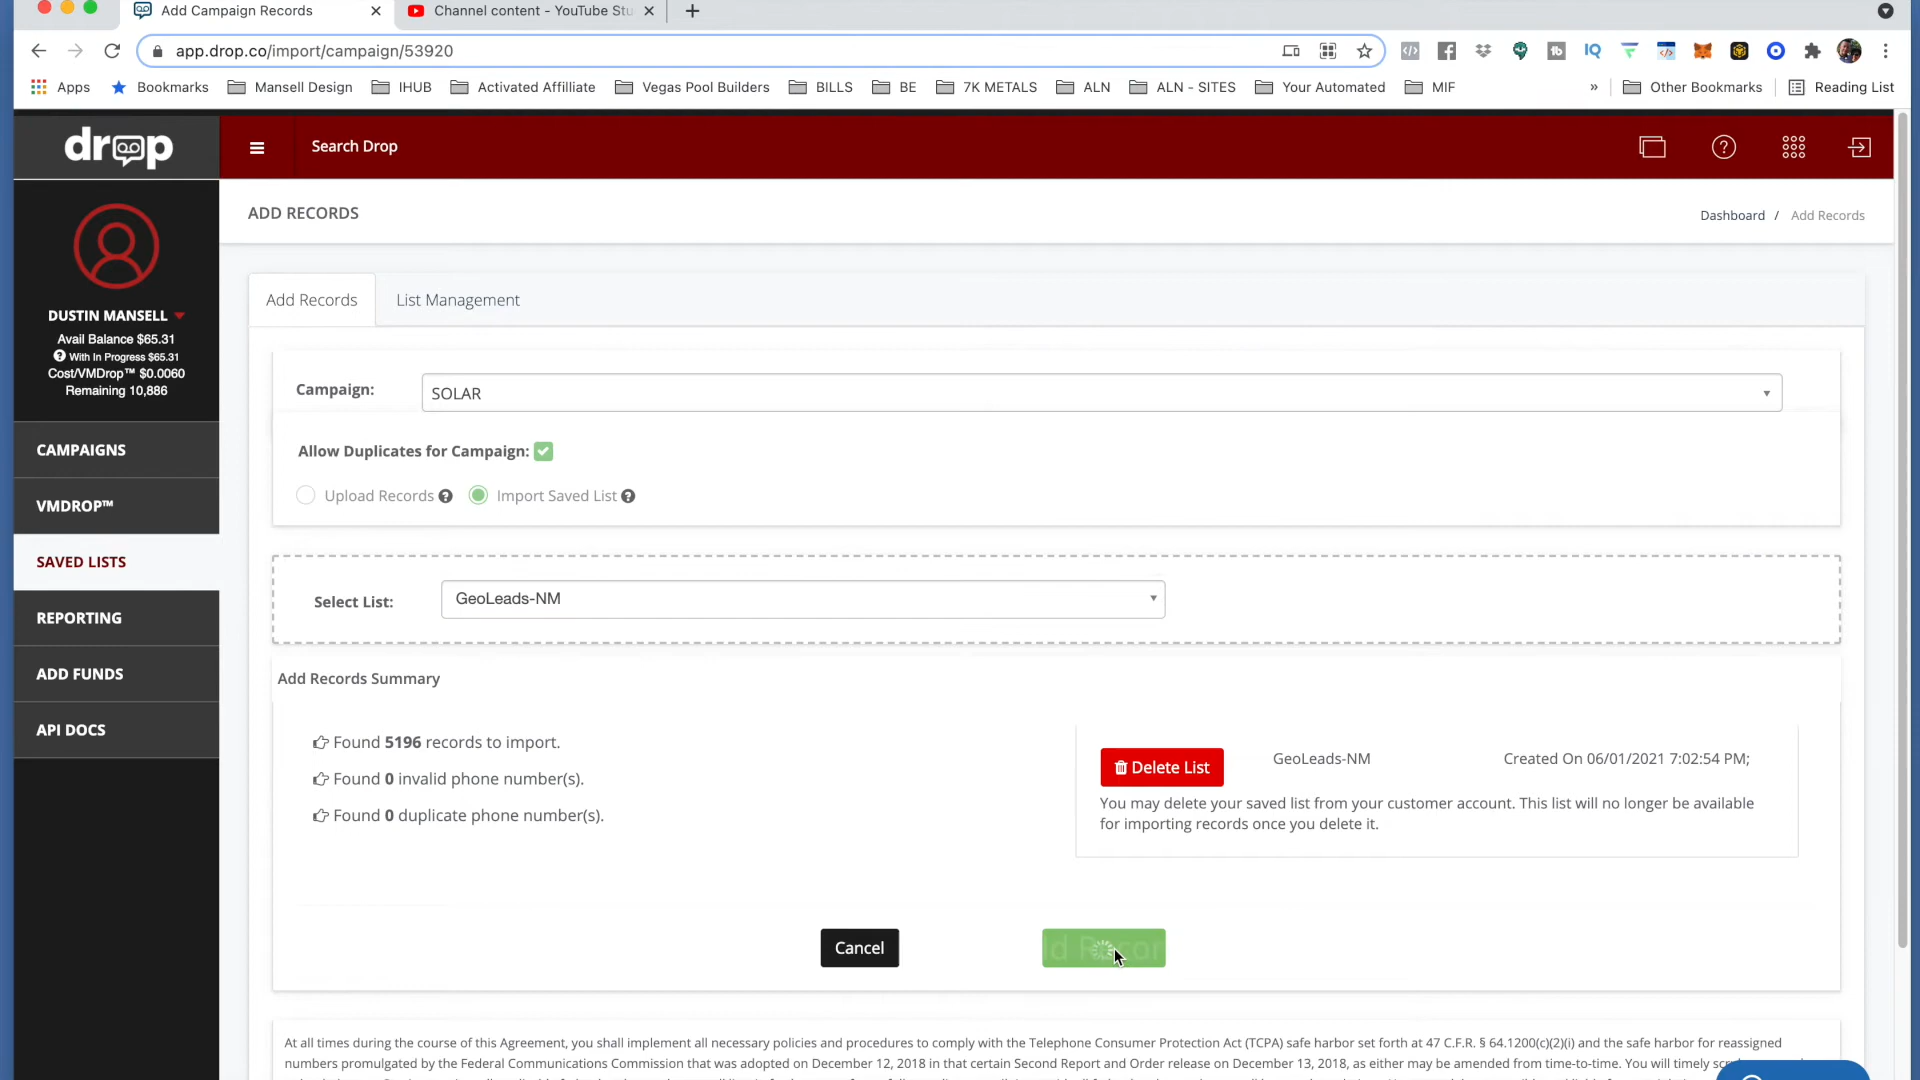 Add Campaign Records
Channel content - YouTube Stu
app.drop.co/import/campaign/53920
Apps Bookmarks Mansell Design IHUB Activated Affilliate Vegas Pool Builders BILLS BE 7K METALS ALN ALN - SITES Your Automated MIF » Other Bookmarks Reading List
drop
Search Drop
DUSTIN MANSELL
Avail Balance $65.31
With In Progress $65.31
Cost/VMDrop™ $0.0060
Remaining 10,886
CAMPAIGNS
VMDROP™
SAVED LISTS
REPORTING
ADD FUNDS
API DOCS
ADD RECORDS
Dashboard / Add Records
Add Records List Management
Campaign: SOLAR
Allow Duplicates for Campaign:
Upload Records Import Saved List
Select List: GeoLeads-NM
Add Records Summary
Found 5196 records to import.
Found 0 invalid phone number(s).
Found 0 duplicate phone number(s).
Delete List GeoLeads-NM Created On 06/01/2021 7:02:54 PM;
You may delete your saved list from your customer account. This list will no longer be available
for importing records once you delete it.
Cancel
At all times during the course of this Agreement, you shall implement all necessary policies and procedures to comply with the Telephone Consumer Protection Act (TCPA) safe harbor set forth at 47 C.F.R. § 64.1200(c)(2)(i) and the safe harbor for reassigned
numbers promulgated by the Federal Communications Commission that was adopted on December 12, 2018 in that certain Second Report and Order release on December 13, 2018, as either may be amended from time-to-time. You will timely